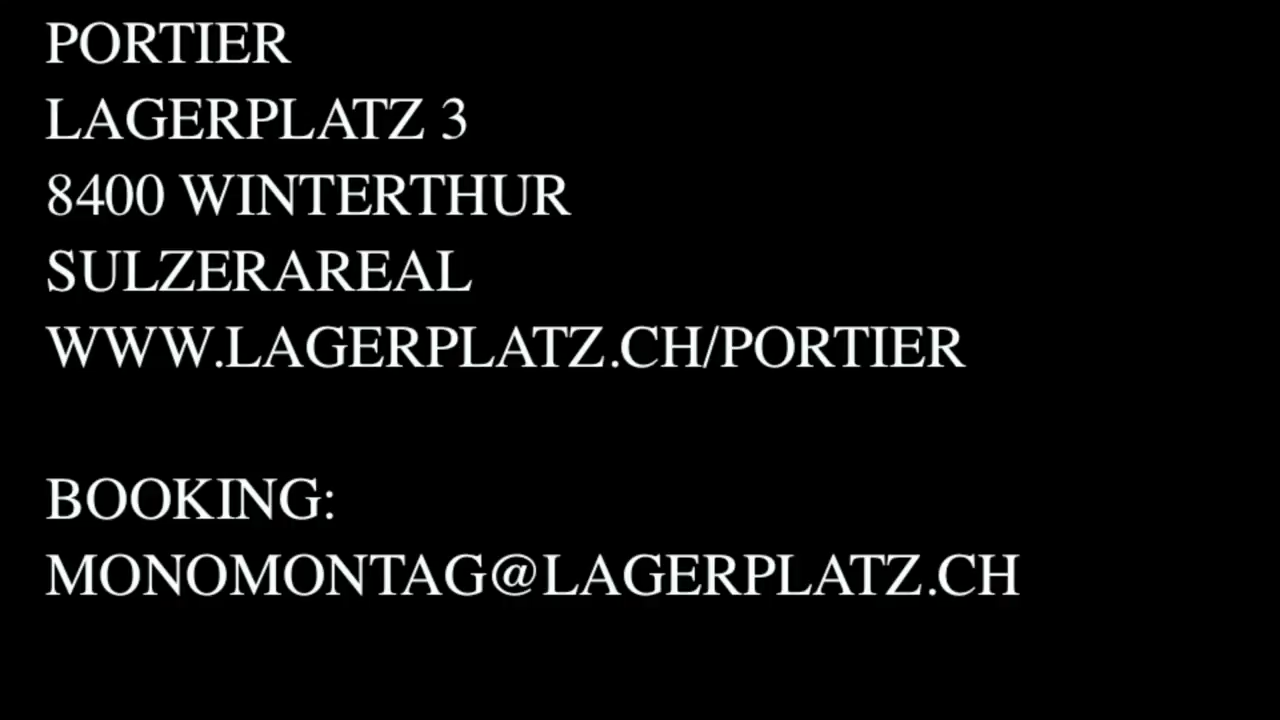 PORTIER
LAGERPLATZ 3
8400 WINTERTHUR
SULZERAREAL
WWW.LAGERPLATZ.CH/PORTIER
BOOKING:
MONOMONTAG@LAGERPLATZ.CH